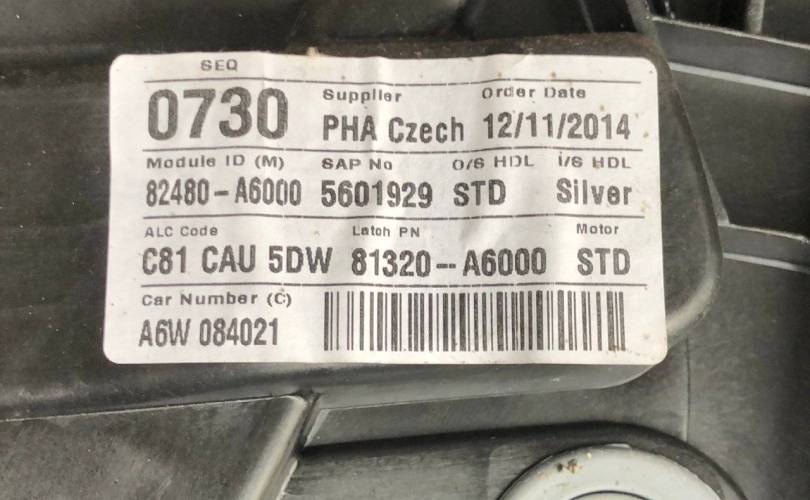 SEQ
0730
Supplier Order Date
PHA Czech 12/11/2014
Module ID (M) SAP No O/S HDL I/S HDL
82480-A6000 5601929 STD Silver
ALC Code Latch PN Motor
C81 CAU 5DW 81320--A6000 STD
Car Number (C)
A6W 084021